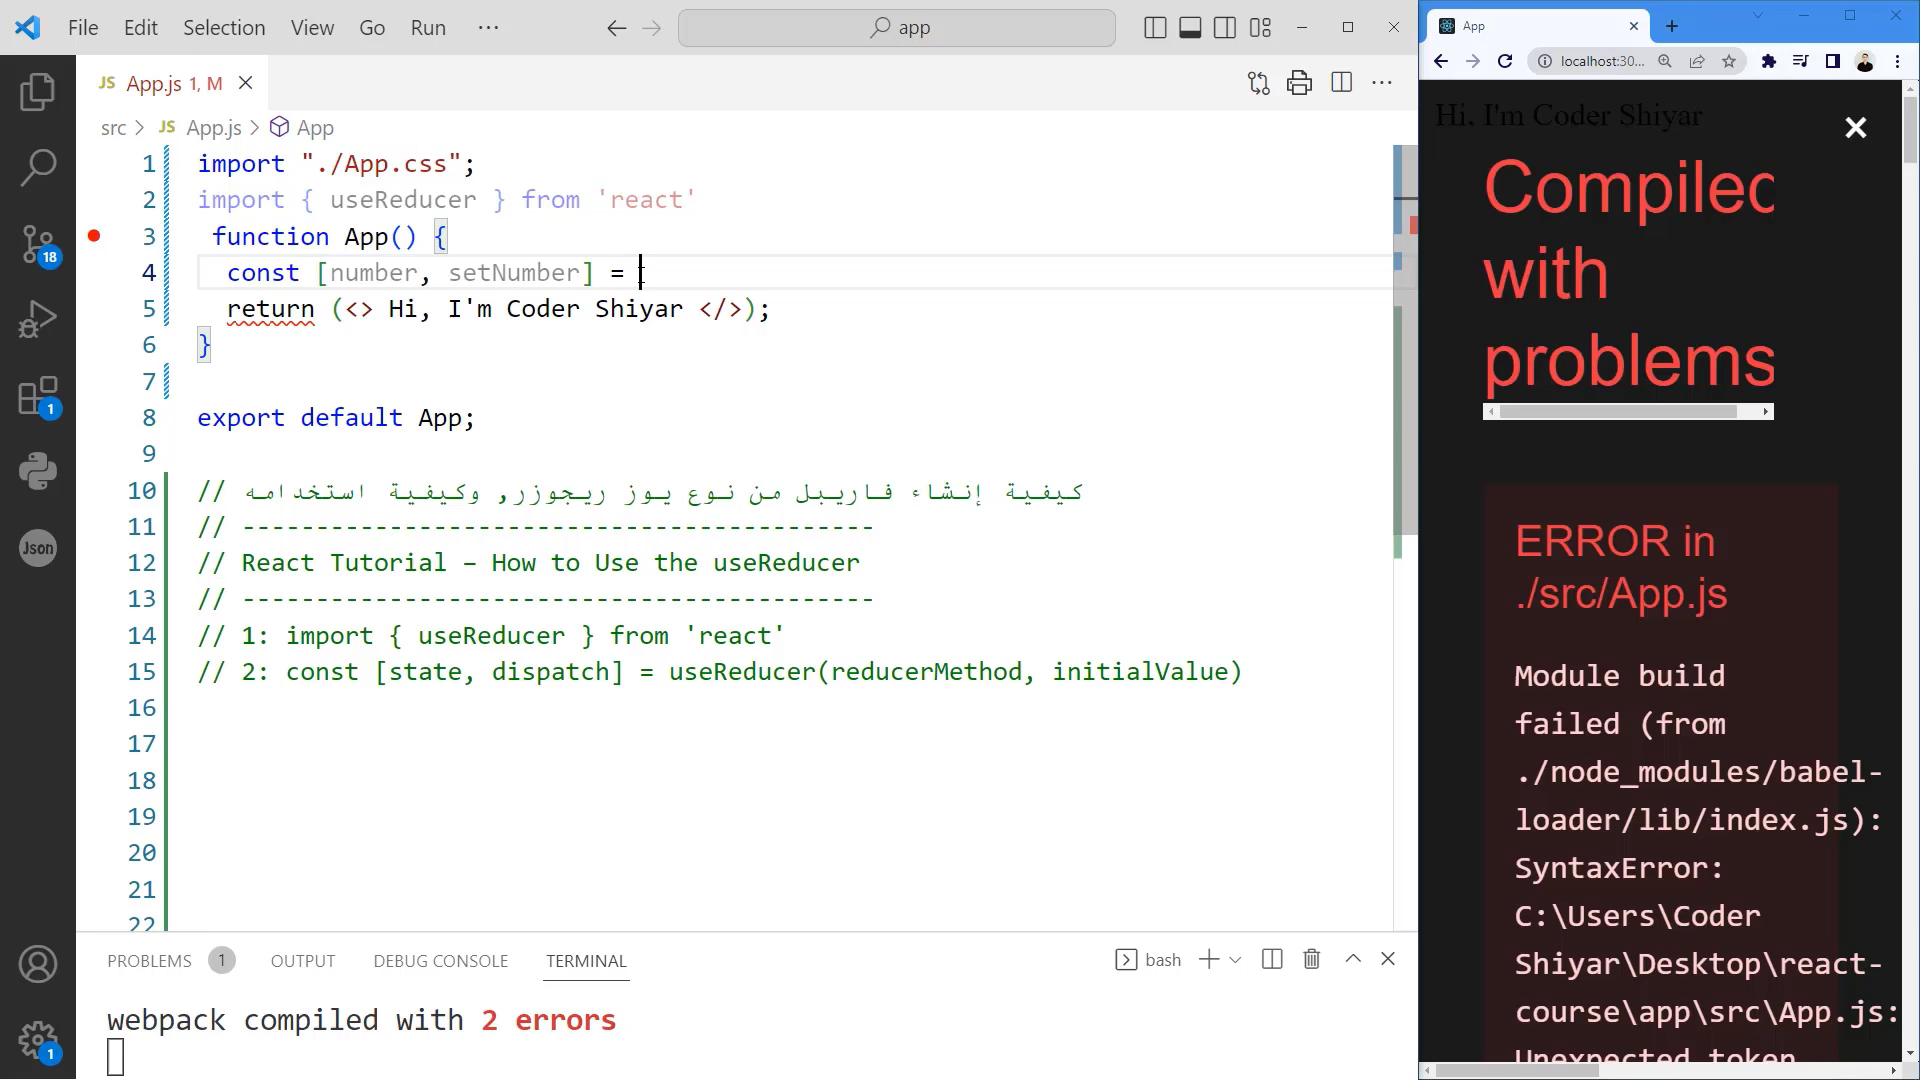 File Edit Selection View Go Run ··· app
JS App.js 1, M
src > JS App.js > App
1 import "./App.css";
2 import { useReducer } from 'react'
3 function App() {
4 const [number, setNumber] =
5 return (<> Hi, I'm Coder Shiyar </>);
6 }
7
8 export default App;
9
10 // كيفية إنشاء فاريبل من نوع يوز ريجوزر, وكيفية استخدامه
11 // -------------------------------------------
12 // React Tutorial – How to Use the useReducer
13 // -------------------------------------------
14 // 1: import { useReducer } from 'react'
15 // 2: const [state, dispatch] = useReducer(reducerMethod, initialValue)
16
17
18
19
20
21
22
18
1
Json
1
PROBLEMS 1 OUTPUT DEBUG CONSOLE TERMINAL bash
webpack compiled with 2 errors
App
localhost:30...
Hi, I'm Coder Shiyar
Compiled
with
problems
ERROR in
./src/App.js
Module build
failed (from
./node_modules/babel-
loader/lib/index.js):
SyntaxError:
C:\Users\Coder
Shiyar\Desktop\react-
course\app\src\App.js:
Unexpected token